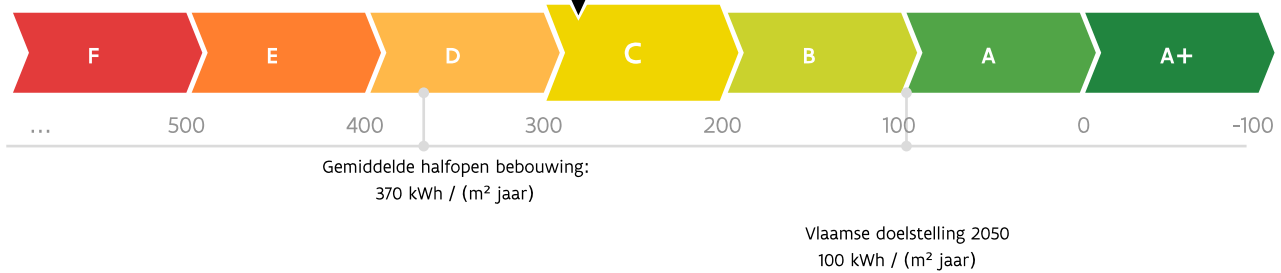 F E D C B A A+
... 500 400 300 200 100 0 -100
Gemiddelde halfopen bebouwing:
370 kWh / (m² jaar)
Vlaamse doelstelling 2050
100 kWh / (m² jaar)